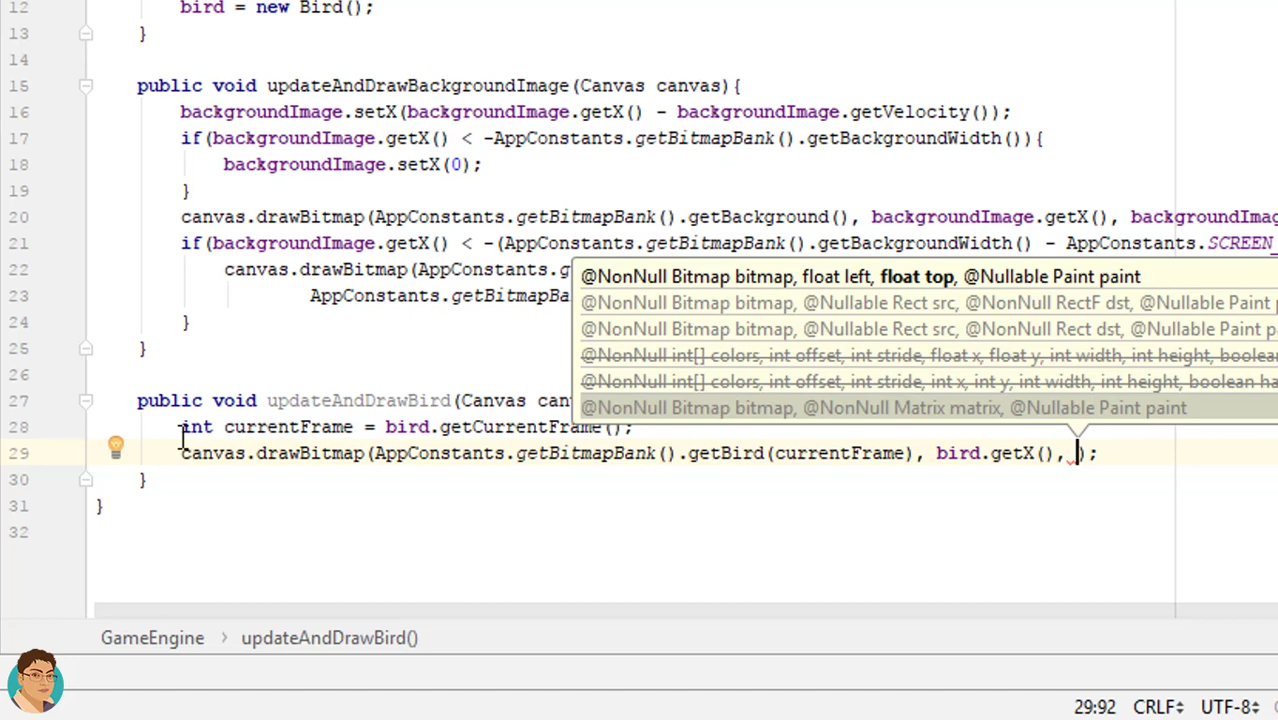 12 bird = new Bird();
13 }
14
15 public void updateAndDrawBackgroundImage(Canvas canvas){
16 backgroundImage.setX(backgroundImage.getX() - backgroundImage.getVelocity());
17 if(backgroundImage.getX() < -AppConstants.getBitmapBank().getBackgroundWidth()){
18 backgroundImage.setX(0);
19 }
20 canvas.drawBitmap(AppConstants.getBitmapBank().getBackground(), backgroundImage.getX(), backgroundImag
21 if(backgroundImage.getX() < -(AppConstants.getBitmapBank().getBackgroundWidth() - AppConstants.SCREEN_
22 canvas.drawBitmap(AppConstants.g
@NonNull Bitmap bitmap, float left, float top, @Nullable Paint paint
23 AppConstants.getBitmapBa
@NonNull Bitmap bitmap, @Nullable Rect src, @NonNull RectF dst, @Nullable Paint p
24 }
@NonNull Bitmap bitmap, @Nullable Rect src, @NonNull Rect dst, @Nullable Paint pa
25 }
@NonNull int[] colors, int offset, int stride, float x, float y, int width, int height, boolean
26
@NonNull int[] colors, int offset, int stride, int x, int y, int width, int height, boolean ha
27 public void updateAndDrawBird(Canvas can
@NonNull Bitmap bitmap, @NonNull Matrix matrix, @Nullable Paint paint
28 int currentFrame = bird.getCurrentFrame();
29 canvas.drawBitmap(AppConstants.getBitmapBank().getBird(currentFrame), bird.getX(), );
30 }
31 }
32
GameEngine › updateAndDrawBird()
29:92 CRLF UTF-8